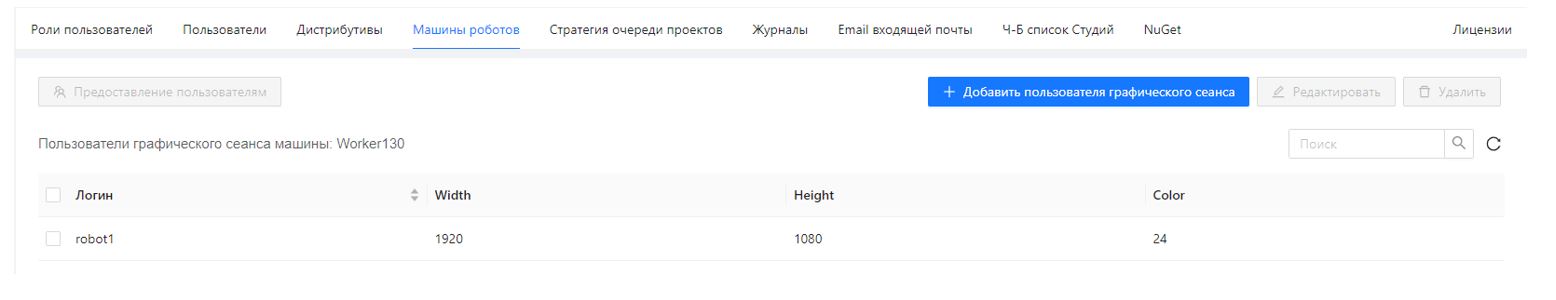 Роли пользователей Пользователи Дистрибутивы Машины роботов Стратегия очереди проектов Журналы Email входящей почты Ч-Б список Студий NuGet Лицензии
Предоставление пользователям + Добавить пользователя графического сеанса Редактировать Удалить
Пользователи графического сеанса машины: Worker130 Поиск
Логин Width Height Color
robot1 1920 1080 24